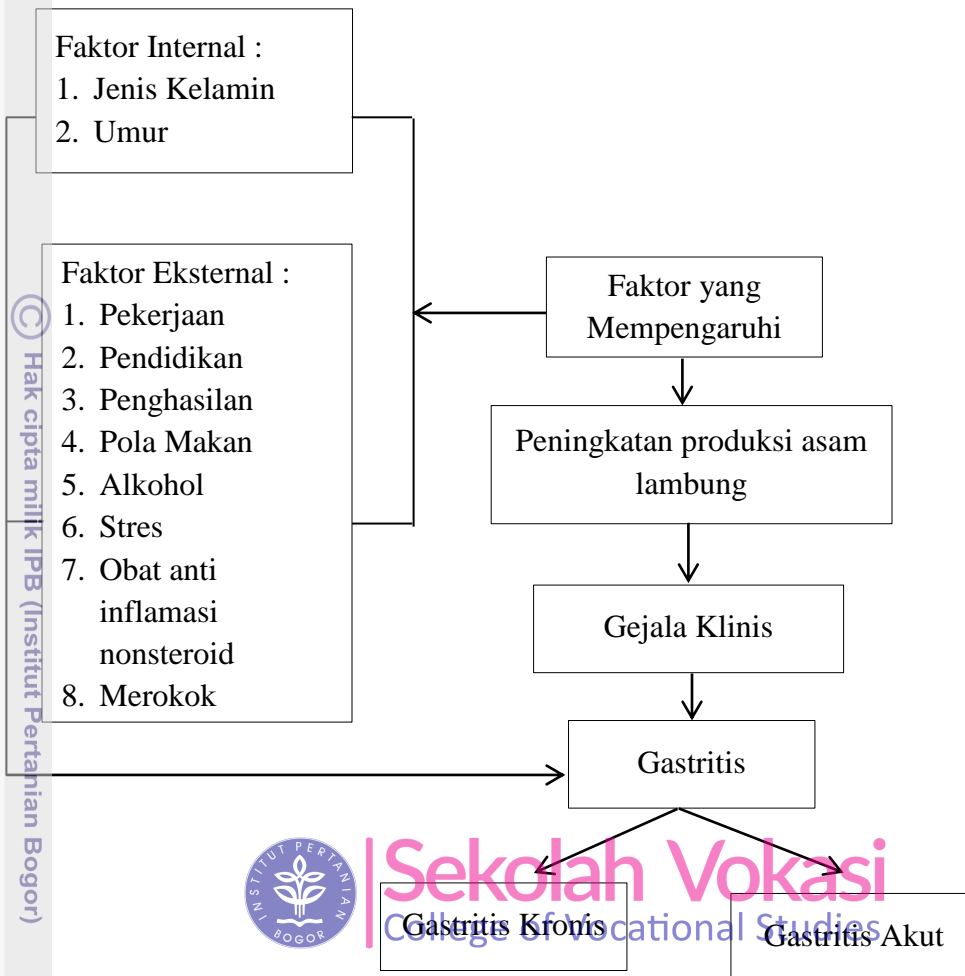 Faktor Internal :
1. Jenis Kelamin
2. Umur
Faktor Eksternal :
1. Pekerjaan
2. Pendidikan
3. Penghasilan
4. Pola Makan
5. Alkohol
6. Stres
7. Obat anti
inflamasi
nonsteroid
8. Merokok
Faktor yang
Mempengaruhi
Peningkatan produksi asam
lambung
Gejala Klinis
Gastritis
Gastritis Kronis
Gastritis Akut
© Hak cipta milik IPB (Institut Pertanian Bogor)
INSTITUT PERTANIAN
BOGOR
Sekolah Vokasi
College of Vocational Studies